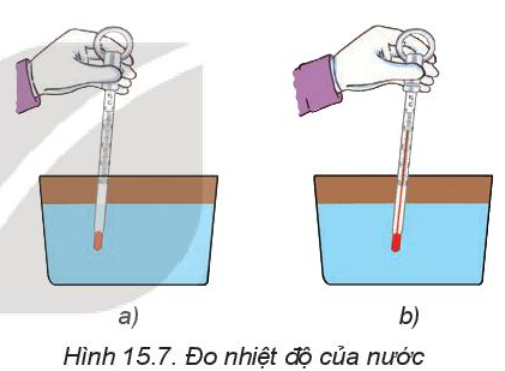 a) b)
Hình 15.7. Đo nhiệt độ của nước